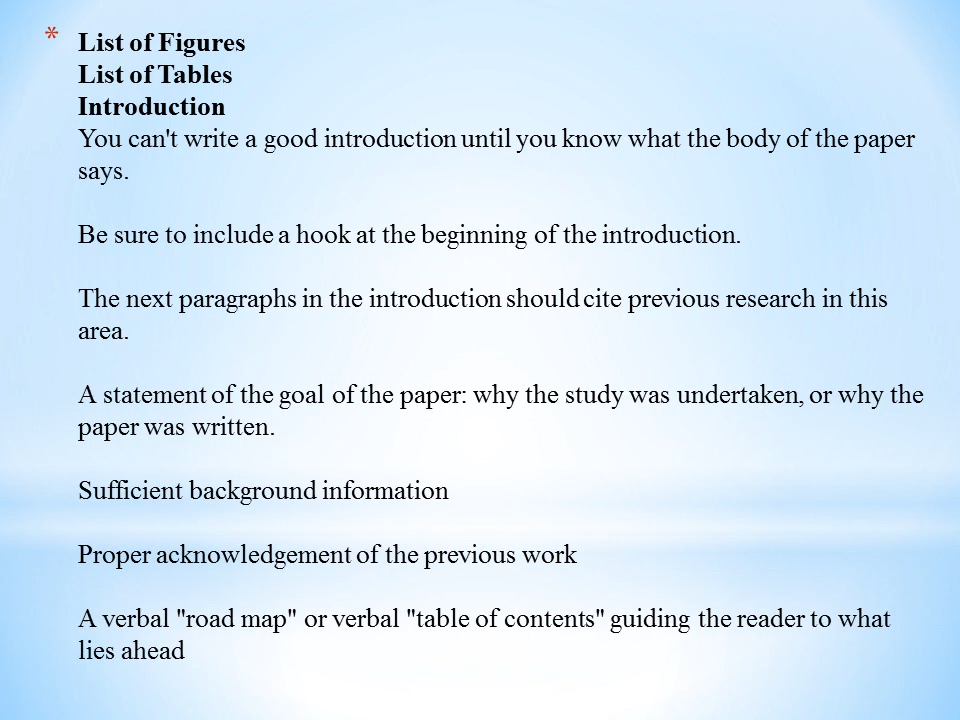 * List of Figures
List of Tables
Introduction
You can't write a good introduction until you know what the body of the paper
says.
Be sure to include a hook at the beginning of the introduction.
The next paragraphs in the introduction should cite previous research in this
area.
A statement of the goal of the paper: why the study was undertaken, or why the
paper was written.
Sufficient background information
Proper acknowledgement of the previous work
A verbal "road map" or verbal "table of contents" guiding the reader to what
lies ahead